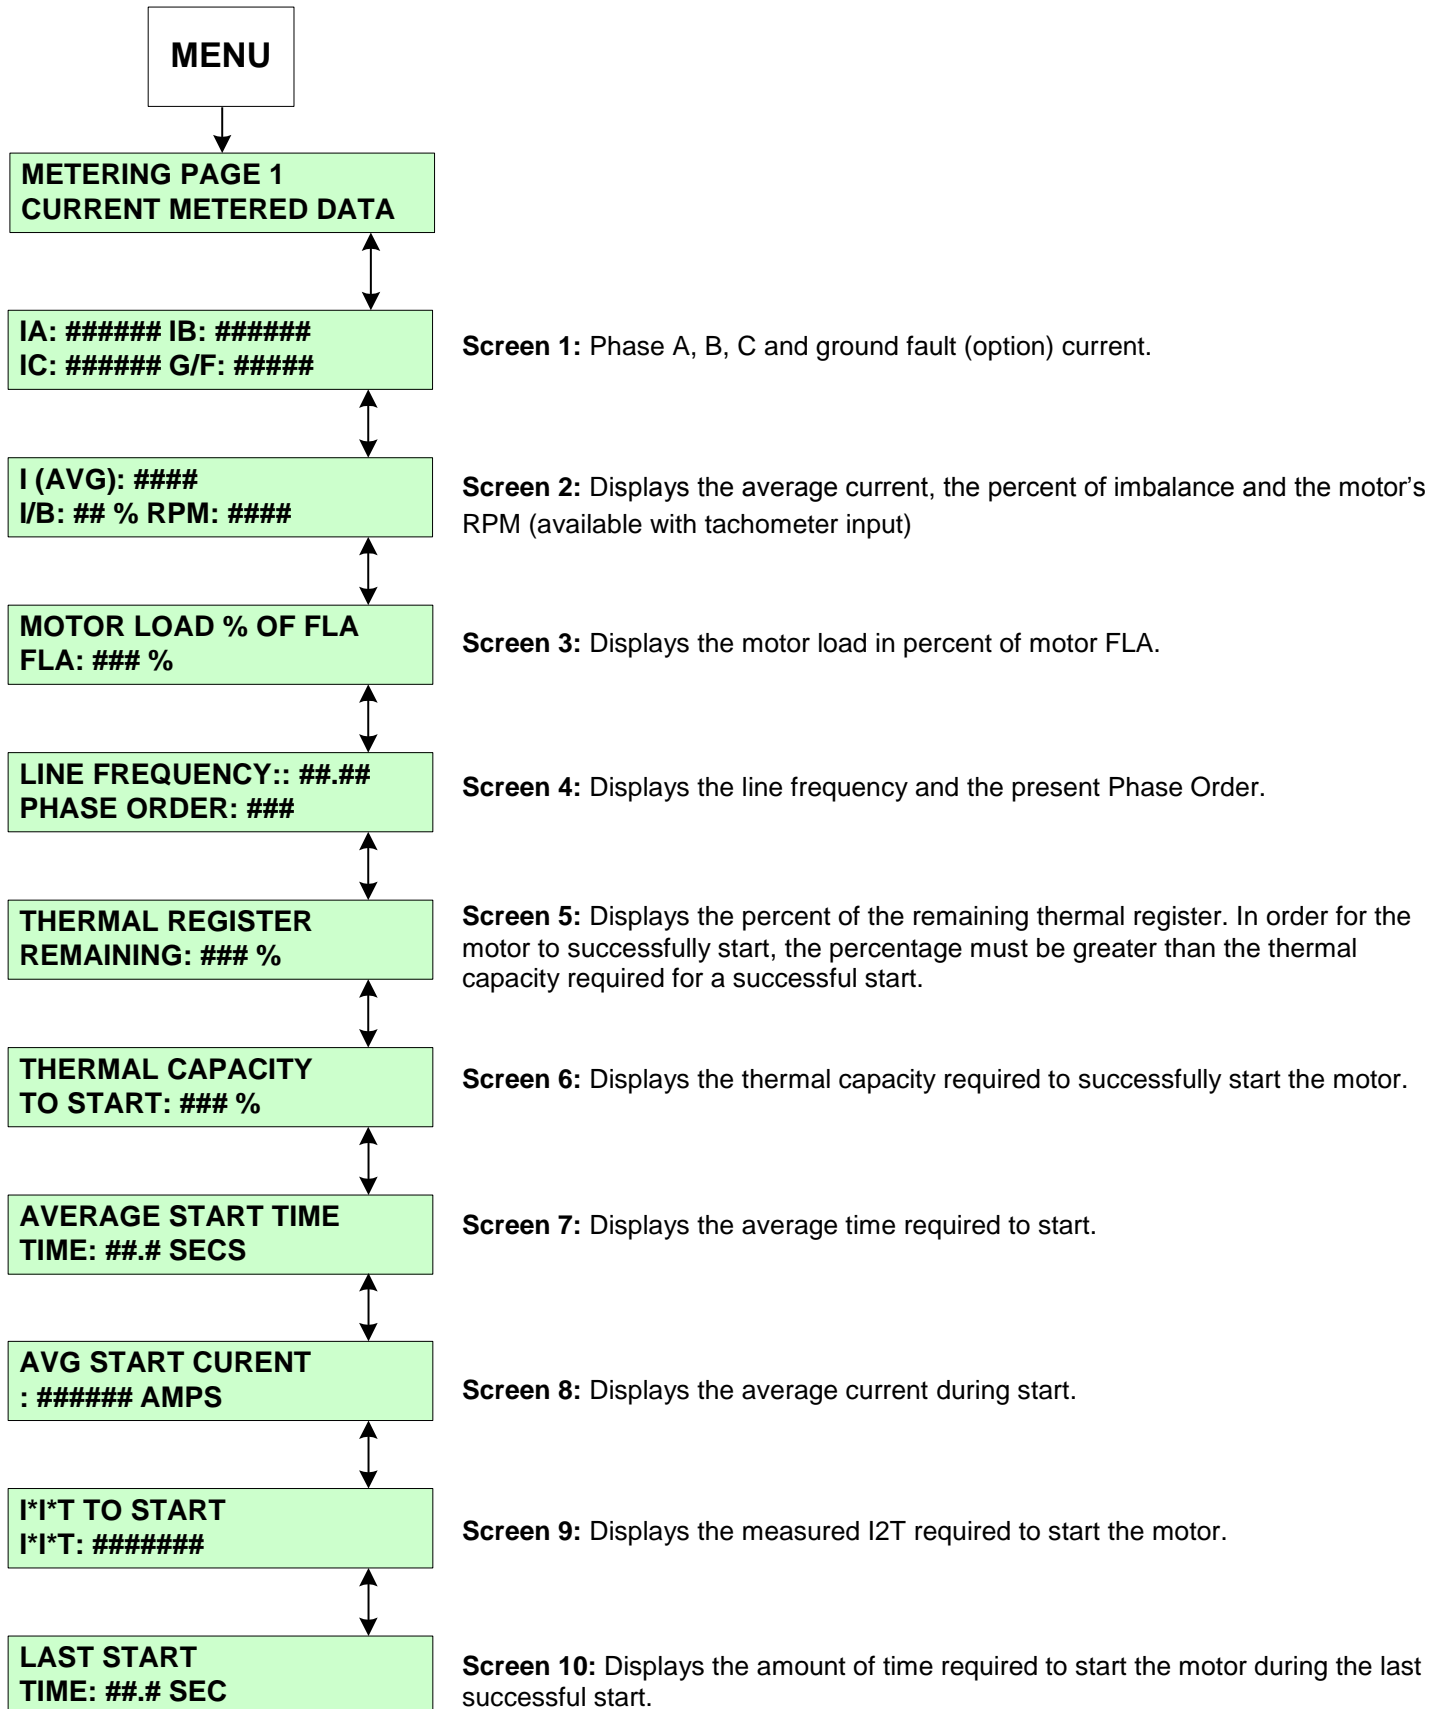 MENU
METERING PAGE 1
CURRENT METERED DATA
IA: ###### IB: ######
IC: ###### G/F: #####
Screen 1: Phase A, B, C and ground fault (option) current.
I (AVG): ####
I/B: ## % RPM: ####
Screen 2: Displays the average current, the percent of imbalance and the motor’s
RPM (available with tachometer input)
MOTOR LOAD % OF FLA
FLA: ### %
Screen 3: Displays the motor load in percent of motor FLA.
LINE FREQUENCY:: ##.##
PHASE ORDER: ###
Screen 4: Displays the line frequency and the present Phase Order.
THERMAL REGISTER
REMAINING: ### %
Screen 5: Displays the percent of the remaining thermal register. In order for the
motor to successfully start, the percentage must be greater than the thermal
capacity required for a successful start.
THERMAL CAPACITY
TO START: ### %
Screen 6: Displays the thermal capacity required to successfully start the motor.
AVERAGE START TIME
TIME: ##.# SECS
Screen 7: Displays the average time required to start.
AVG START CURENT
: ###### AMPS
Screen 8: Displays the average current during start.
I*I*T TO START
I*I*T: #######
Screen 9: Displays the measured I2T required to start the motor.
LAST START
TIME: ##.# SEC
Screen 10: Displays the amount of time required to start the motor during the last
successful start.